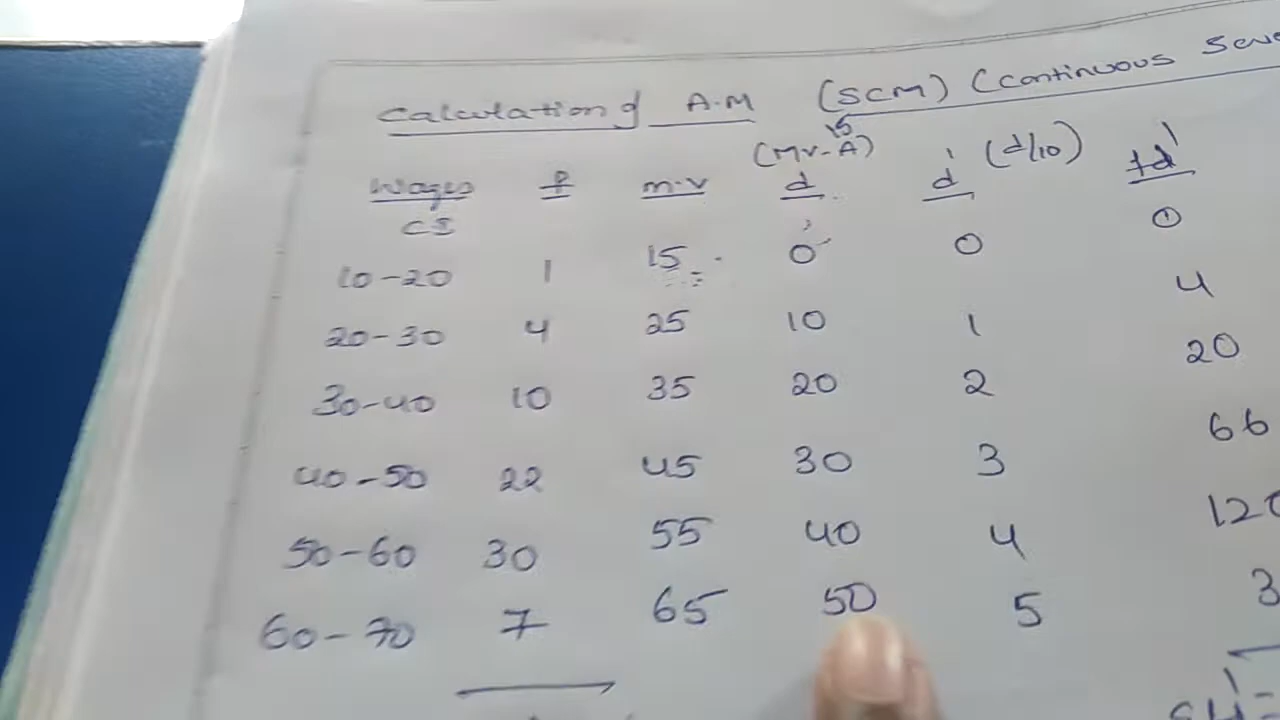 Calculation of A.M (SCM) (Continuous
15
(MV-A)
Wages f m.v d d' (d/10) fd'
CI
10-20 1 15 0 0 0
20-30 4 25 10 1 4
30-40 10 35 20 2 20
40-50 22 45 30 3 66
50-60 30 55 40 4 120
60-70 7 65 50 5 3